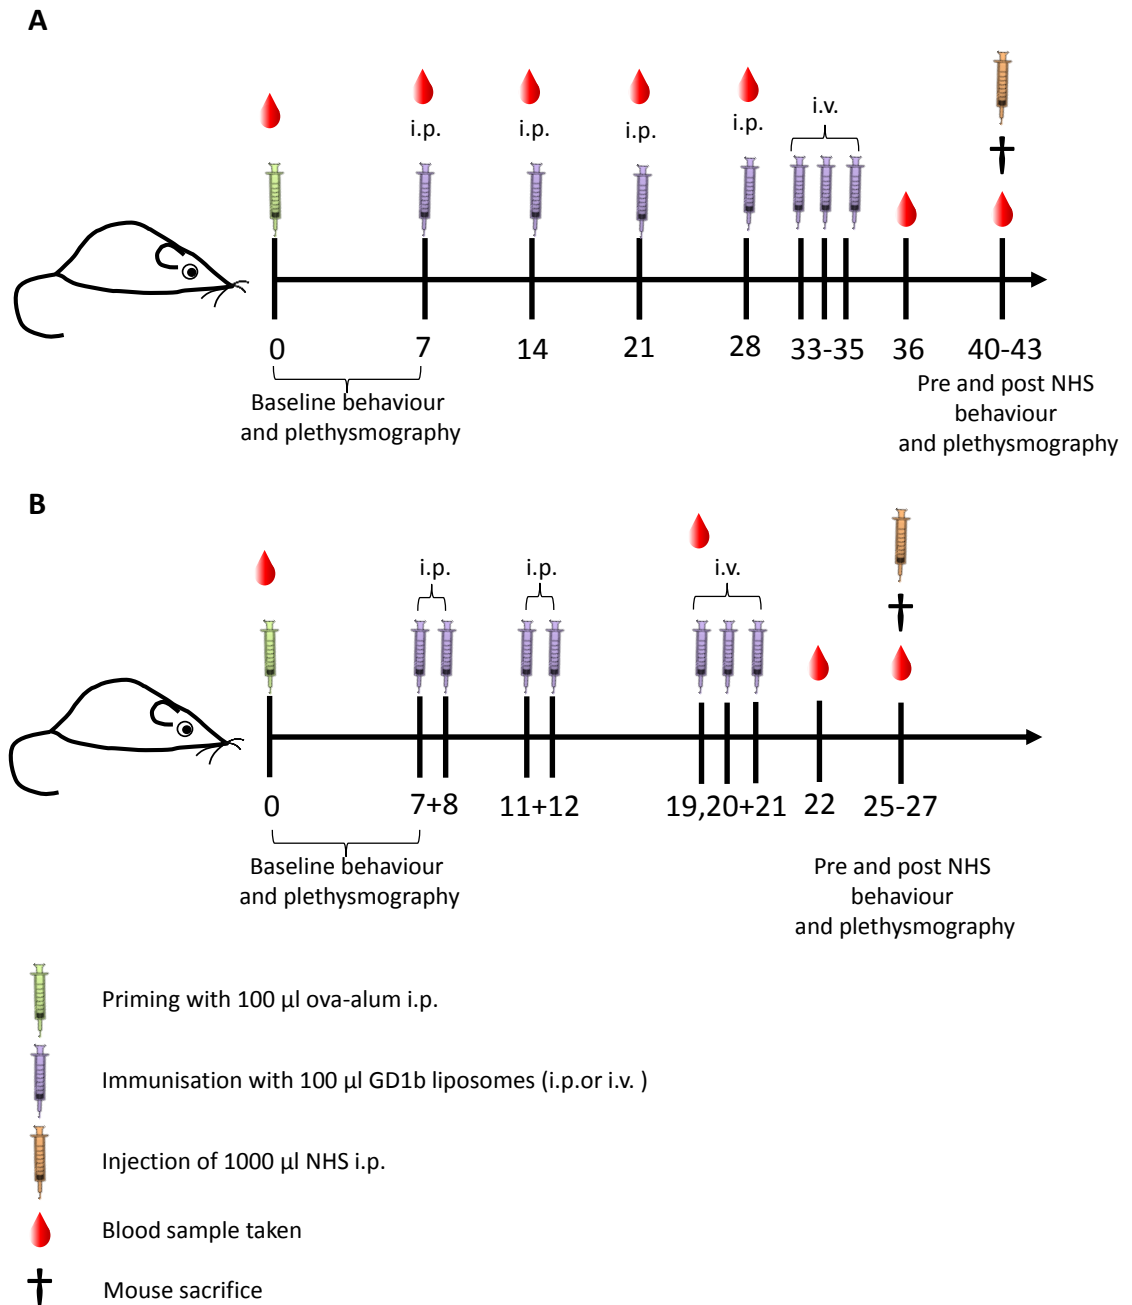 A
i.v.
i.p.
i.p.
i.p.
i.p.
0
7
14
21
28
33-35
36
40-43
Baseline behaviour
and plethysmography
Pre and post NHS
behaviour
and plethysmography
B
i.p.
i.p.
i.v.
0
7+8
11+12
19,20+21
22
25-27
Baseline behaviour
and plethysmography
Pre and post NHS
behaviour
and plethysmography
Priming with 100 µl ova-alum i.p.
Immunisation with 100 µl GD1b liposomes (i.p.or i.v. )
Injection of 1000 µl NHS i.p.
Blood sample taken
Mouse sacrifice